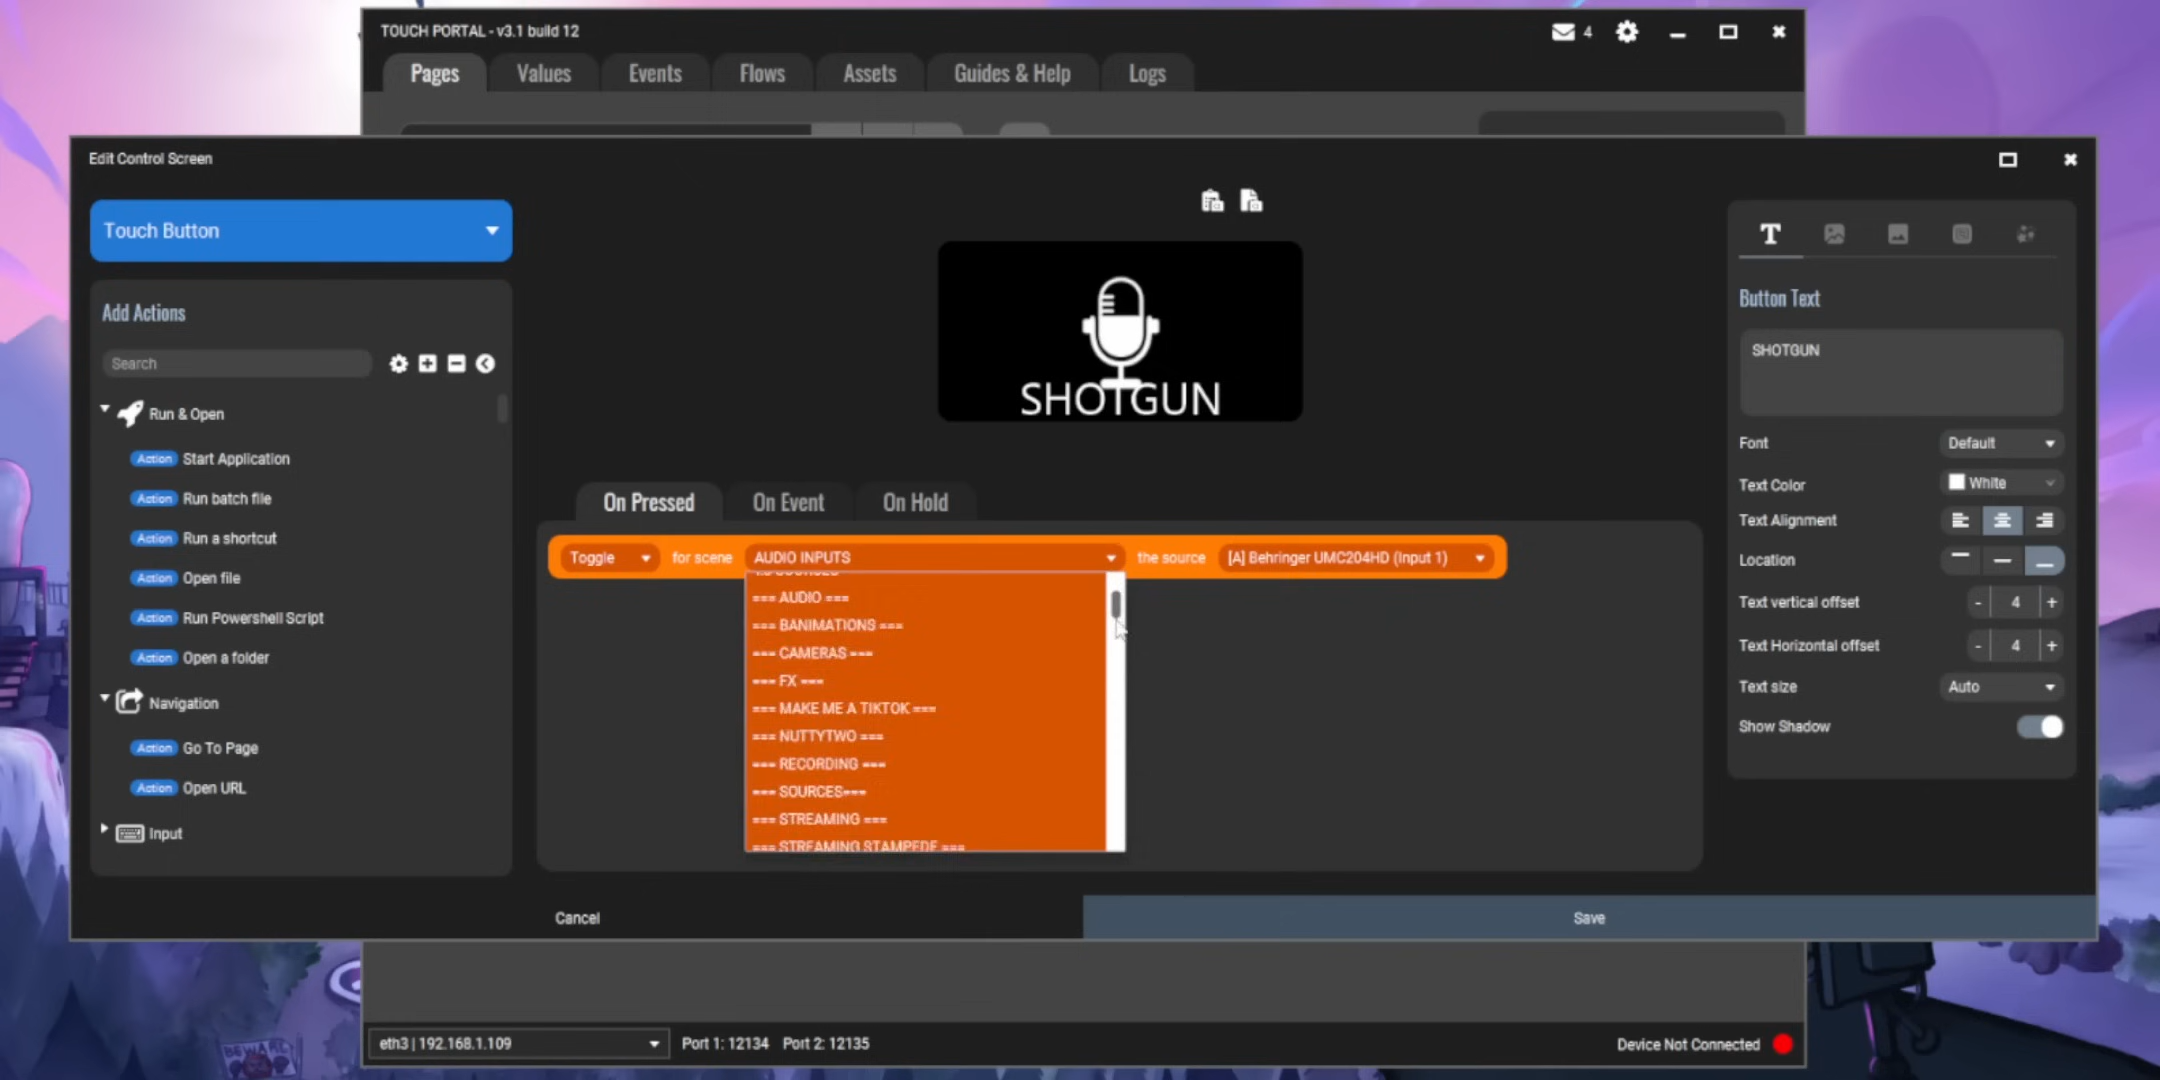 TOUCH PORTAL - v3.1 build 12
4
Pages
Values
Events
Flows
Assets
Guides & Help
Logs
Edit Control Screen
Touch Button
Add Actions
Search
Run & Open
Action Start Application
Action Run batch file
Action Run a shortcut
Action Open file
Action Run Powershell Script
Action Open a folder
Navigation
Action Go To Page
Action Open URL
Input
SHOTGUN
On Pressed
On Event
On Hold
Toggle for scene AUDIO INPUTS the source [A] Behringer UMC204HD (Input 1)
=== AUDIO ===
=== BANIMATIONS ===
=== CAMERAS ===
=== FX ===
=== MAKE ME A TIKTOK ===
=== NUTTYTWO ===
=== RECORDING ===
=== SOURCES===
=== STREAMING ===
=== STREAMING STAMPEDE ===
T
Button Text
SHOTGUN
Font Default
Text Color White
Text Alignment
Location
Text vertical offset - 4 +
Text Horizontal offset - 4 +
Text size Auto
Show Shadow
Cancel
Save
eth3 | 192.168.1.109
Port 1: 12134 Port 2: 12135
Device Not Connected
BEWARE